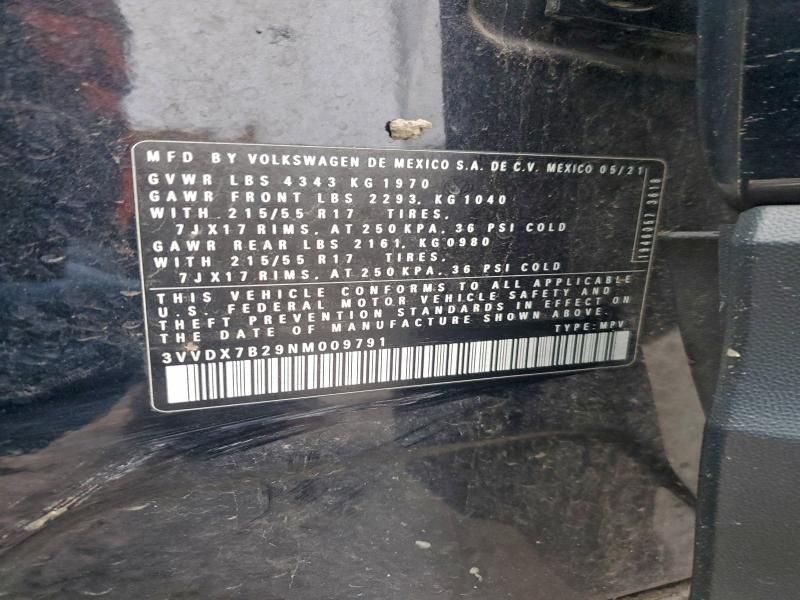 MFD BY VOLKSWAGEN DE MEXICO S.A. DE C.V. MEXICO 05/21
GVWR LBS 4343 KG 1970
GAWR FRONT LBS 2293, KG 1040
WITH 215/55 R17 TIRES,
7JX17 RIMS, AT 250 KPA, 36 PSI COLD
GAWR REAR LBS 2161, KG 0980
WITH 215/55 R17 TIRES,
7JX17 RIMS, AT 250 KPA, 36 PSI COLD
THIS VEHICLE CONFORMS TO ALL APPLICABLE
U.S. FEDERAL MOTOR VEHICLE SAFETY AND
THEFT PREVENTION STANDARDS IN EFFECT ON
THE DATE OF MANUFACTURE SHOWN ABOVE.
TYPE: MPV
3VVDX7B29NM009791